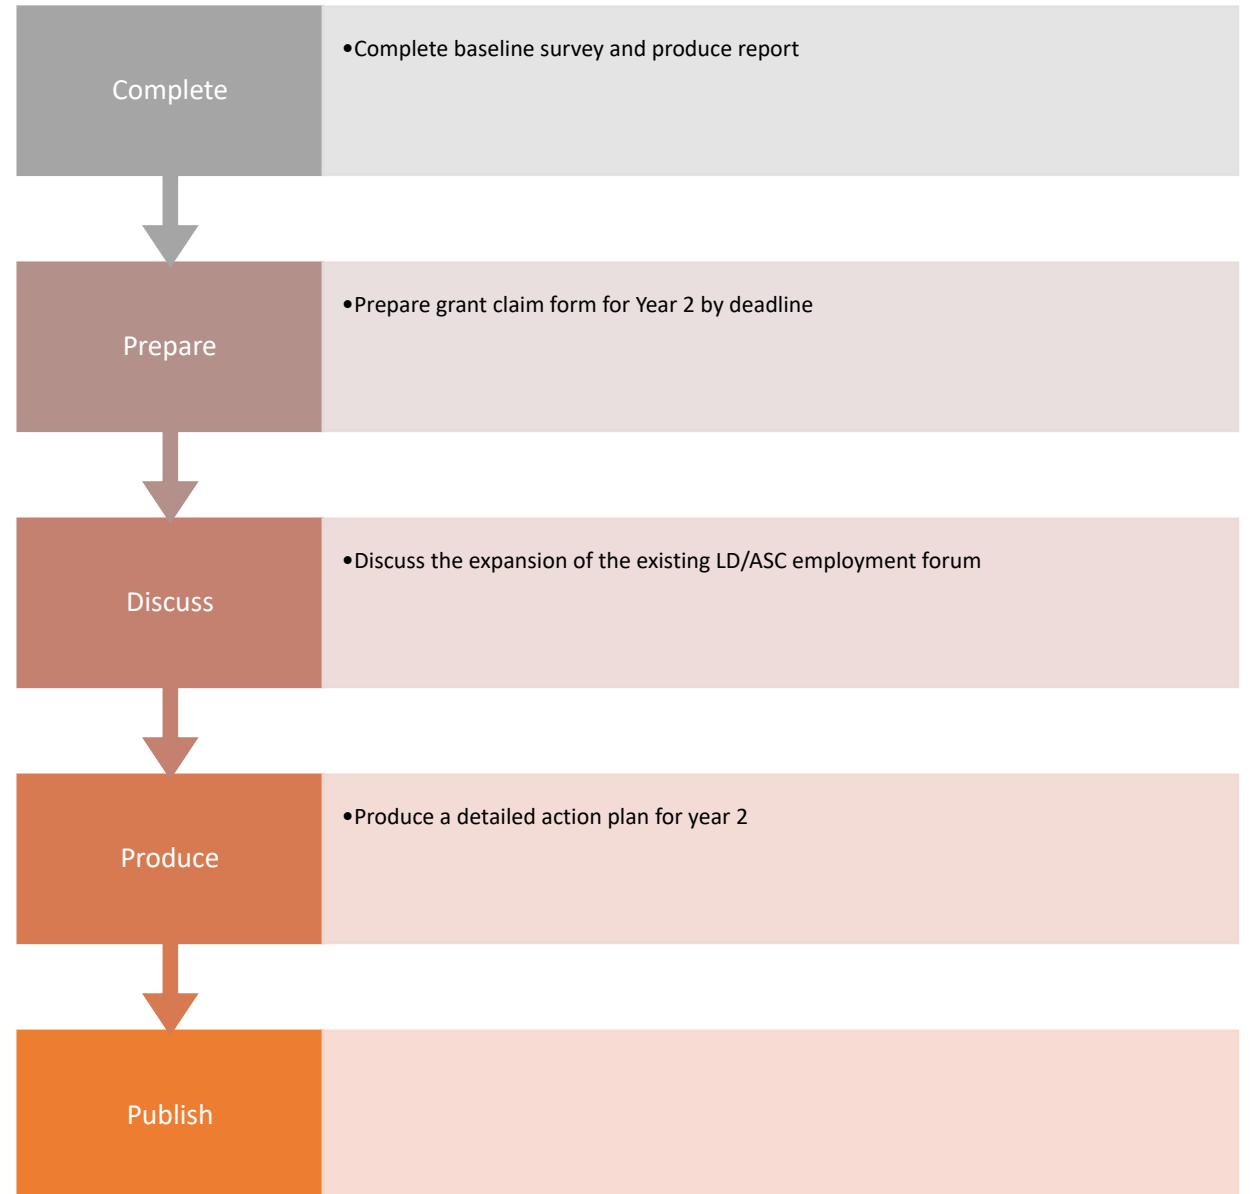 Complete
•Complete baseline survey and produce report
Prepare
•Prepare grant claim form for Year 2 by deadline
Discuss
•Discuss the expansion of the existing LD/ASC employment forum
Produce
•Produce a detailed action plan for year 2
Publish